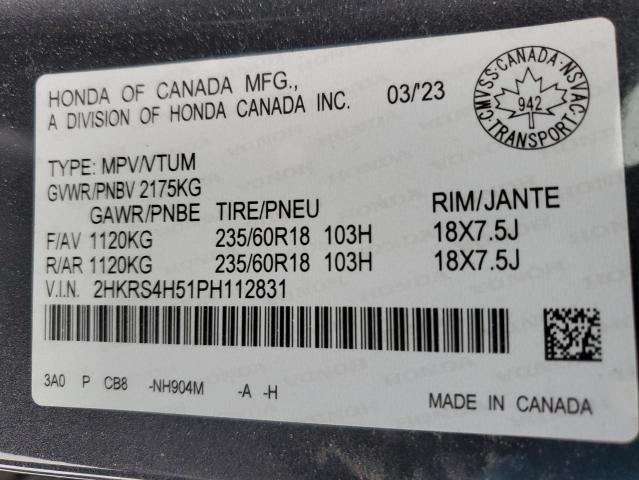 HONDA OF CANADA MFG.,
A DIVISION OF HONDA CANADA INC.
03/'23
CMVSS·CANADA·NSVAC
942
TRANSPORT
TYPE: MPV/VTUM
GVWR/PNBV 2175KG
GAWR/PNBE TIRE/PNEU RIM/JANTE
F/AV 1120KG 235/60R18 103H 18X7.5J
R/AR 1120KG 235/60R18 103H 18X7.5J
V.I.N. 2HKRS4H51PH112831
3A0 P CB8 -NH904M -A -H
MADE IN CANADA